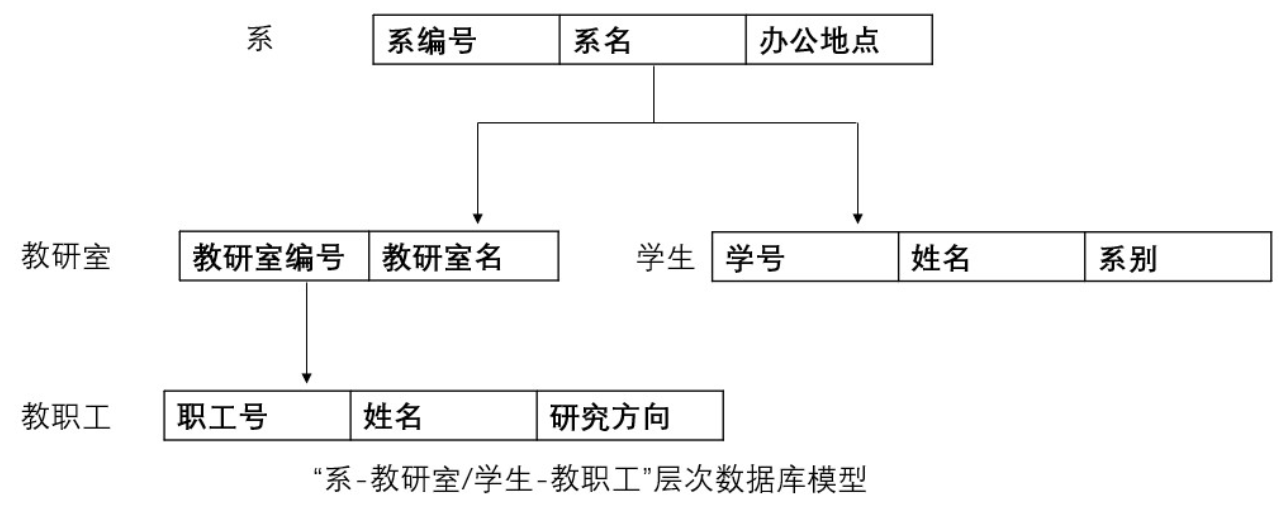 系 系编号 系名 办公地点
教研室 教研室编号 教研室名 学生 学号 姓名 系别
教职工 职工号 姓名 研究方向
“系-教研室/学生-教职工”层次数据库模型